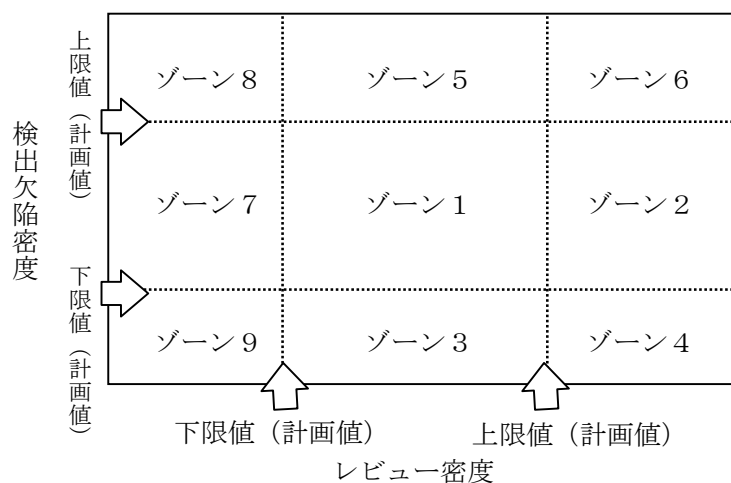 上限値（計画値）
検出欠陥密度
下限値（計画値）
ゾーン８
ゾーン５
ゾーン６
ゾーン７
ゾーン１
ゾーン２
ゾーン９
ゾーン３
ゾーン４
下限値（計画値）
上限値（計画値）
レビュー密度